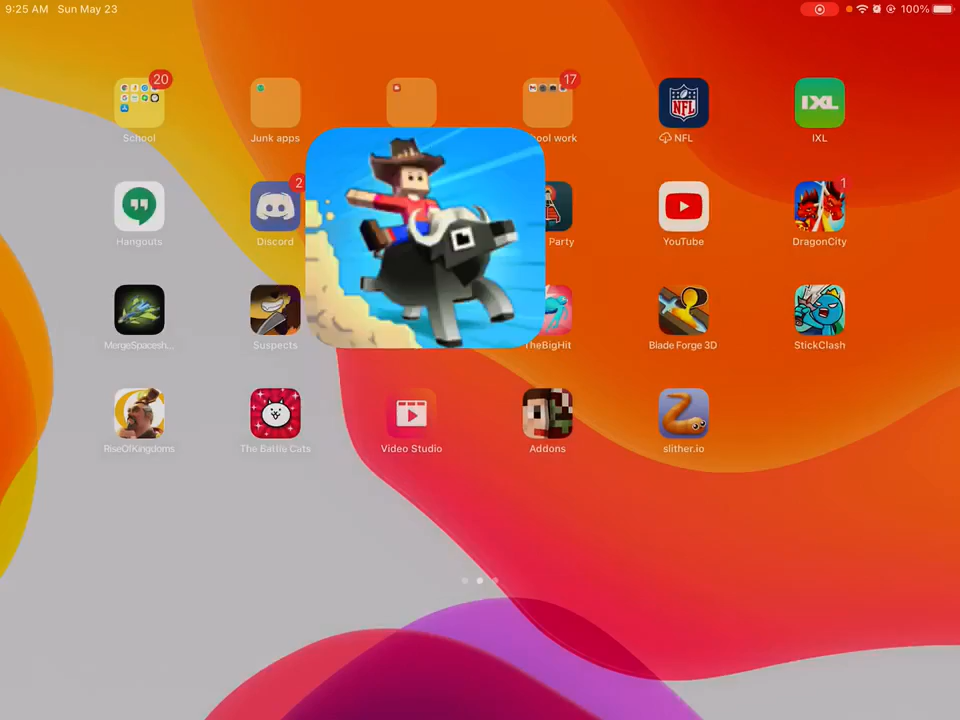 9:25 AM Sun May 23
100%
20
17
NFL
IXL
School
Junk apps
ool work
NFL
IXL
2
1
Hangouts
Discord
Party
YouTube
DragonCity
MergeSpacesh...
Suspects
TheBigHit
Blade Forge 3D
StickClash
RiseOfKingdoms
The Battle Cats
Video Studio
Addons
slither.io